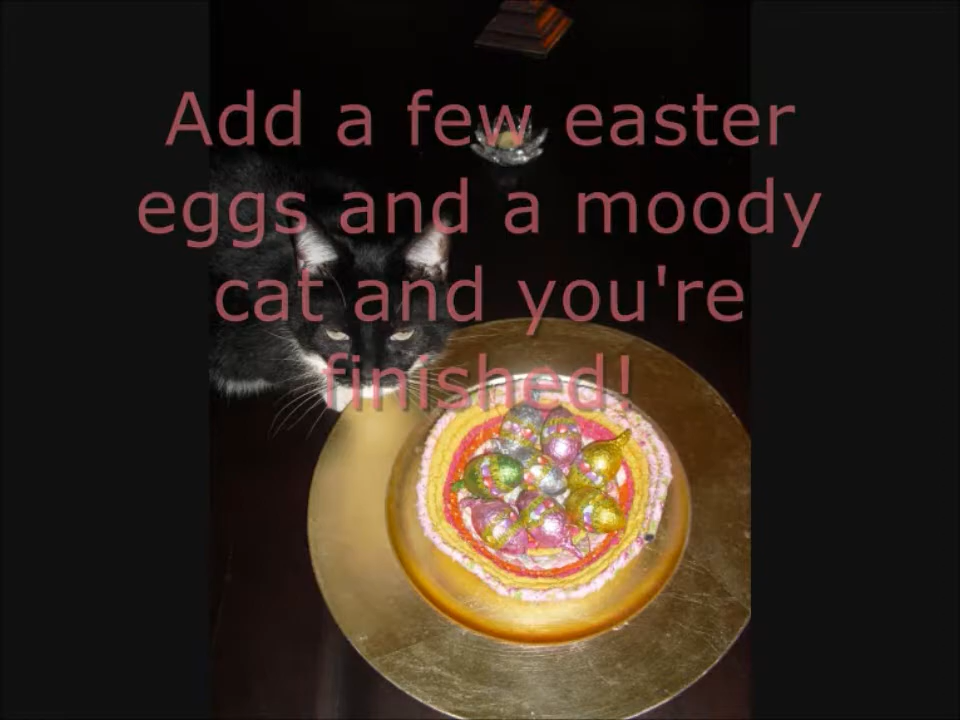 Add a few easter
eggs and a moody
cat and you're
finished!